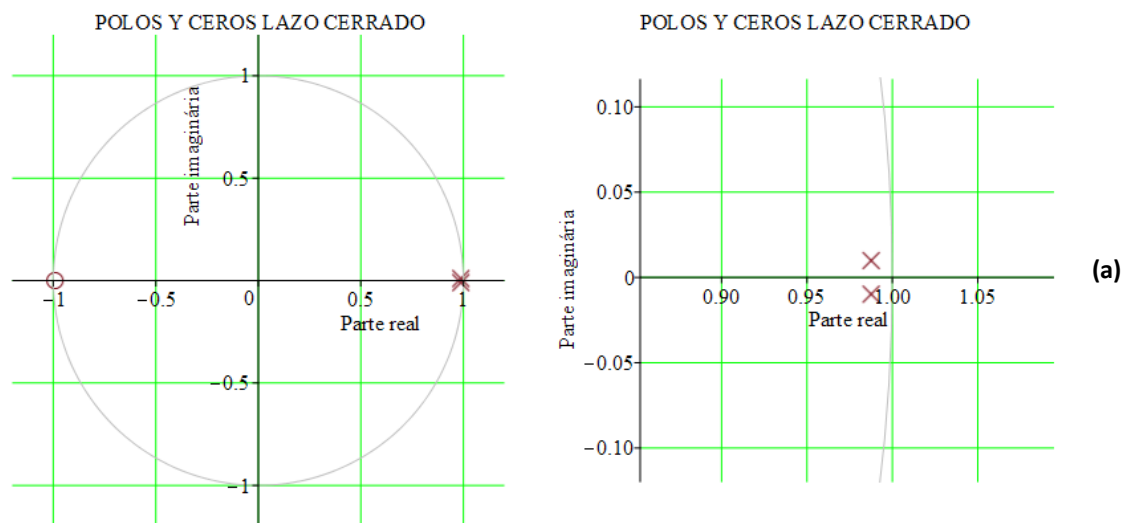 POLOS Y CEROS LAZO CERRADO
1
Parte imaginária
0.5
−1
−0.5
0
0.5
1
Parte real
−0.5
−1
POLOS Y CEROS LAZO CERRADO
0.10
0.05
Parte imaginária
0
0.90
0.95
1.00
1.05
Parte real
−0.05
−0.10
(a)